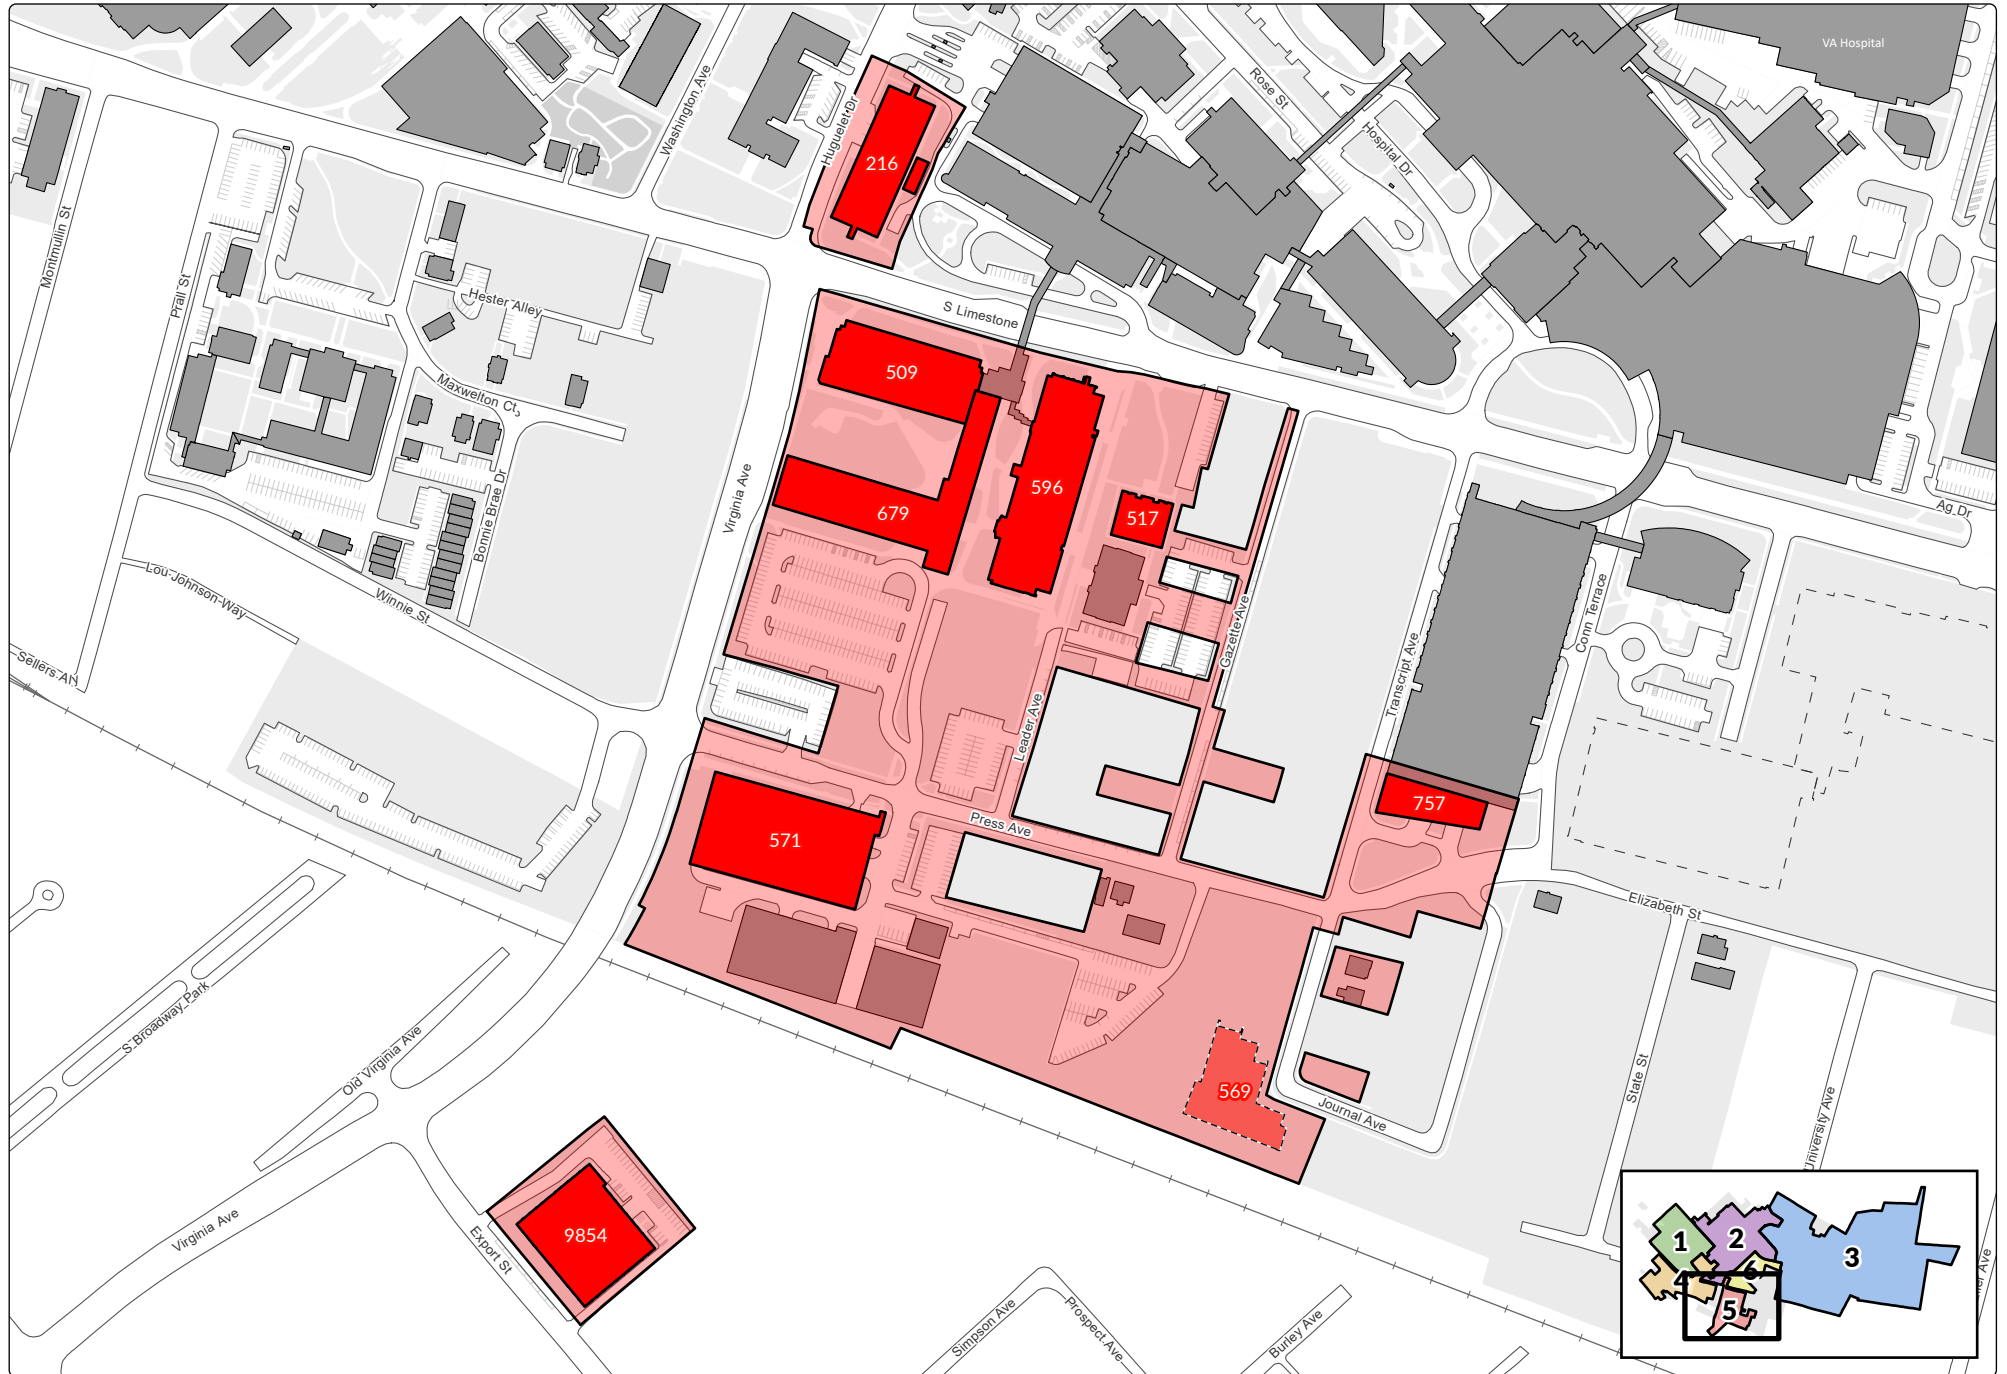 VA Hospital
Rose St
Washington Ave
Huguelet Dr
Hospital Dr
216
Montmullin St
Prall St
Hester Alley
S Limestone
509
Maxwelton Ct
596
Virginia Ave
679
517
Bonnie Brae Dr
Ag Dr
Lou Johnson Way
Winnie St
Conn Terrace
Gazette Ave
Transcript Ave
Sellers Al
Leader Ave
757
Press Ave
571
Elizabeth St
S Broadway Park
Old Virginia Ave
569
Journal Ave
State St
University Ave
Virginia Ave
Export St
9854
1
2
3
4
6
5
Simpson Ave
Prospect Ave
Burley Ave